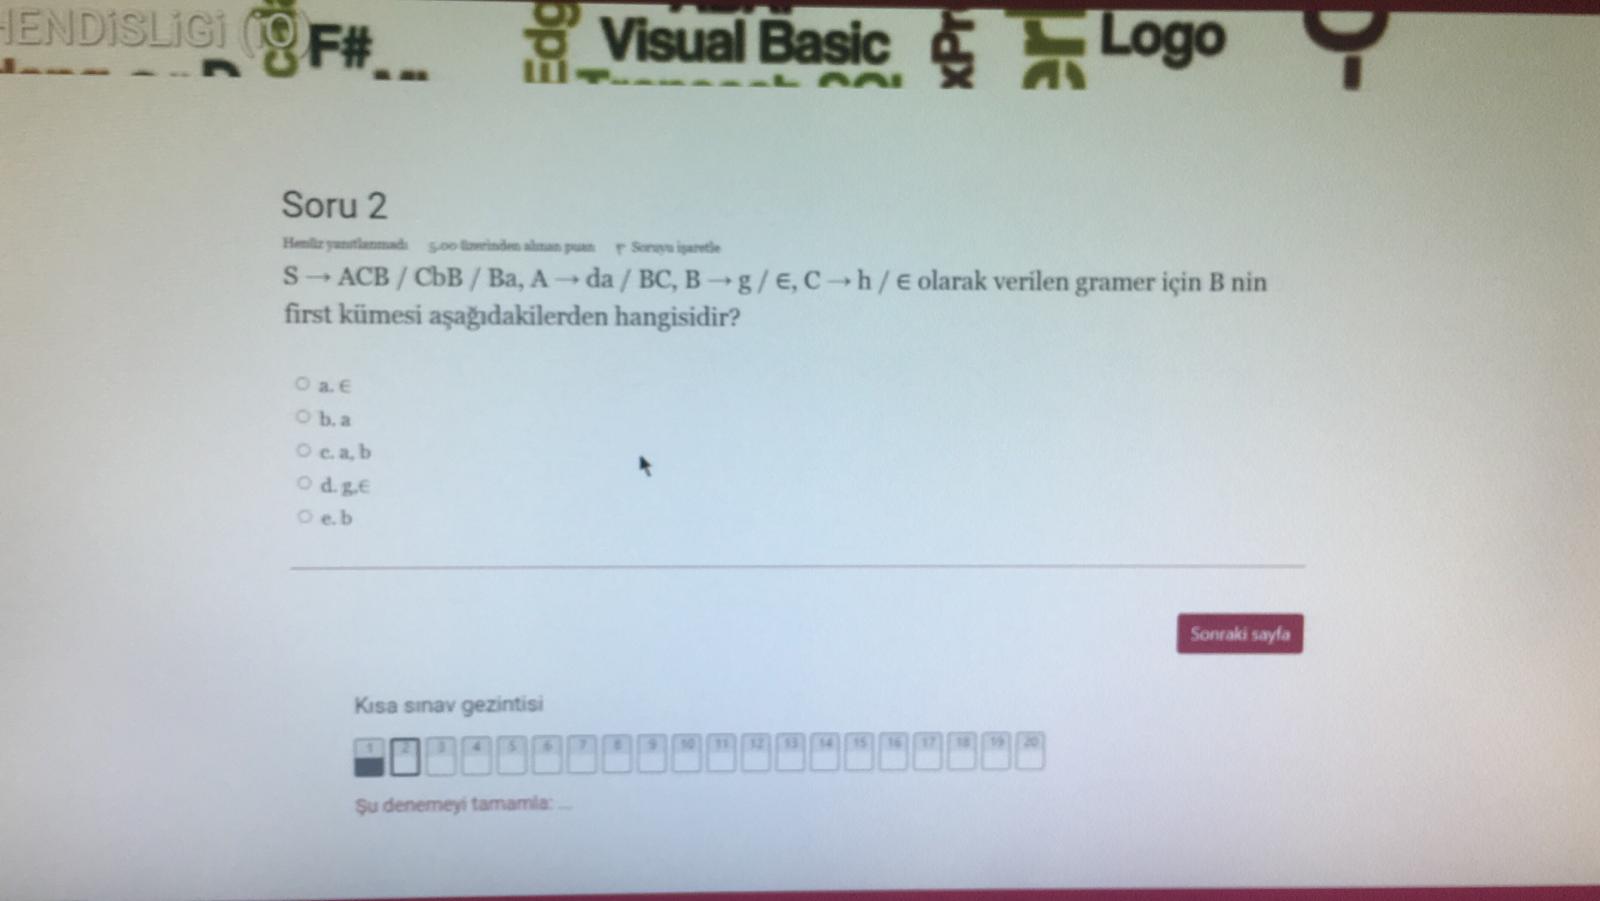 HENDİSLİGİ (İÖ)
F#
Visual Basic
Logo
Soru 2
Henüz yanıtlanmadı 5,00 üzerinden alınan puan Soruyu işaretle
S → ACB / CbB / Ba, A → da / BC, B → g / ∈, C → h / ∈ olarak verilen gramer için B nin
first kümesi aşağıdakilerden hangisidir?
a. ∈
b. a
c. a, b
d. g,∈
e. b
Sonraki sayfa
Kısa sınav gezintisi
1 2 3 4 5 6 7 8 9 10 11 12 13 14 15 16 17 18 19 20
Şu denemeyi tamamla: ...